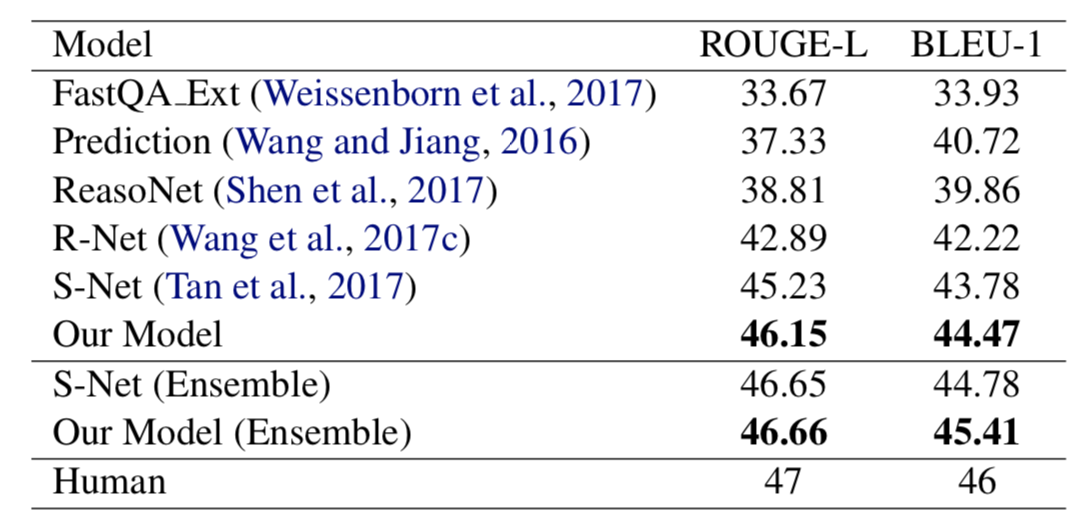 Model ROUGE-L BLEU-1
FastQA_Ext (Weissenborn et al., 2017) 33.67 33.93
Prediction (Wang and Jiang, 2016) 37.33 40.72
ReasoNet (Shen et al., 2017) 38.81 39.86
R-Net (Wang et al., 2017c) 42.89 42.22
S-Net (Tan et al., 2017) 45.23 43.78
Our Model 46.15 44.47
S-Net (Ensemble) 46.65 44.78
Our Model (Ensemble) 46.66 45.41
Human 47 46